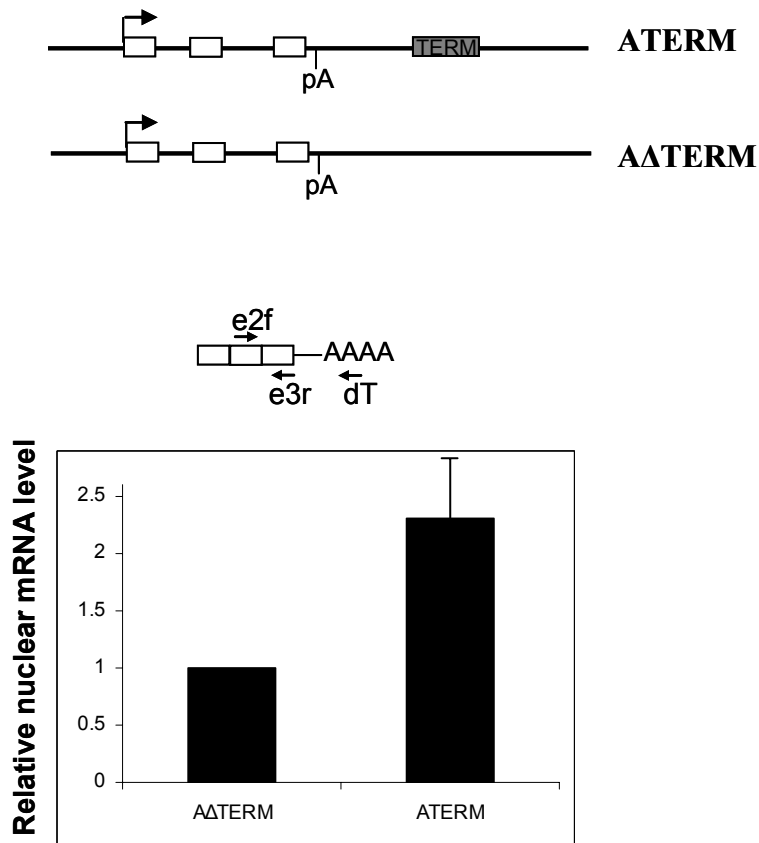 TERM
ATERM
pA
AΔTERM
pA
e2f
AAAA
e3r
dT
Relative nuclear mRNA level
2.5
2
1.5
1
0.5
0
AΔTERM
ATERM